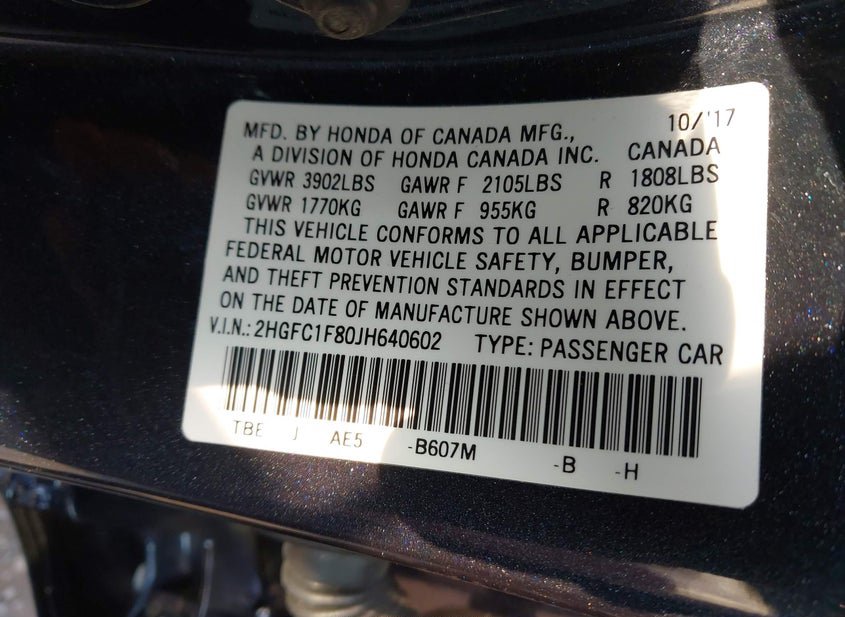 10/'17
MFD. BY HONDA OF CANADA MFG.,
A DIVISION OF HONDA CANADA INC. CANADA
GVWR 3902LBS GAWR F 2105LBS R 1808LBS
GVWR 1770KG GAWR F 955KG R 820KG
THIS VEHICLE CONFORMS TO ALL APPLICABLE
FEDERAL MOTOR VEHICLE SAFETY, BUMPER,
AND THEFT PREVENTION STANDARDS IN EFFECT
ON THE DATE OF MANUFACTURE SHOWN ABOVE.
V.I.N.: 2HGFC1F80JH640602 TYPE: PASSENGER CAR
TBE J AE5 -B607M -B -H